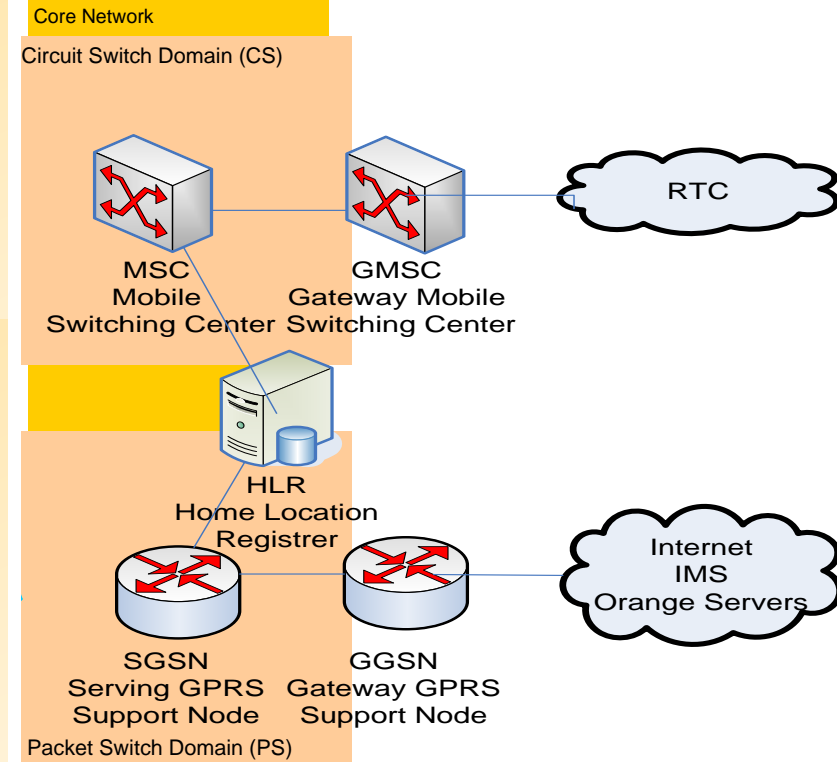 Core Network
Circuit Switch Domain (CS)
RTC
MSC
Mobile
Switching Center
GMSC
Gateway Mobile
Switching Center
HLR
Home Location
Registrer
Internet
IMS
Orange Servers
SGSN
Serving GPRS
Support Node
GGSN
Gateway GPRS
Support Node
Packet Switch Domain (PS)